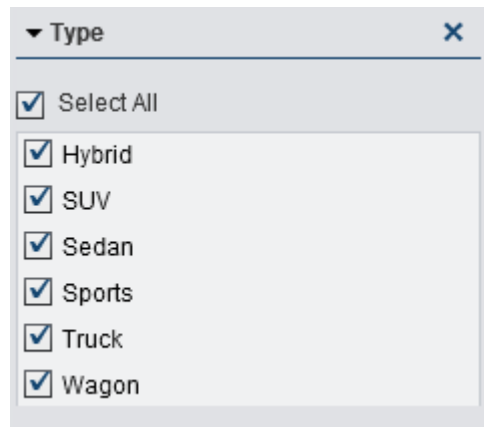 Type
Select All
Hybrid
SUV
Sedan
Sports
Truck
Wagon